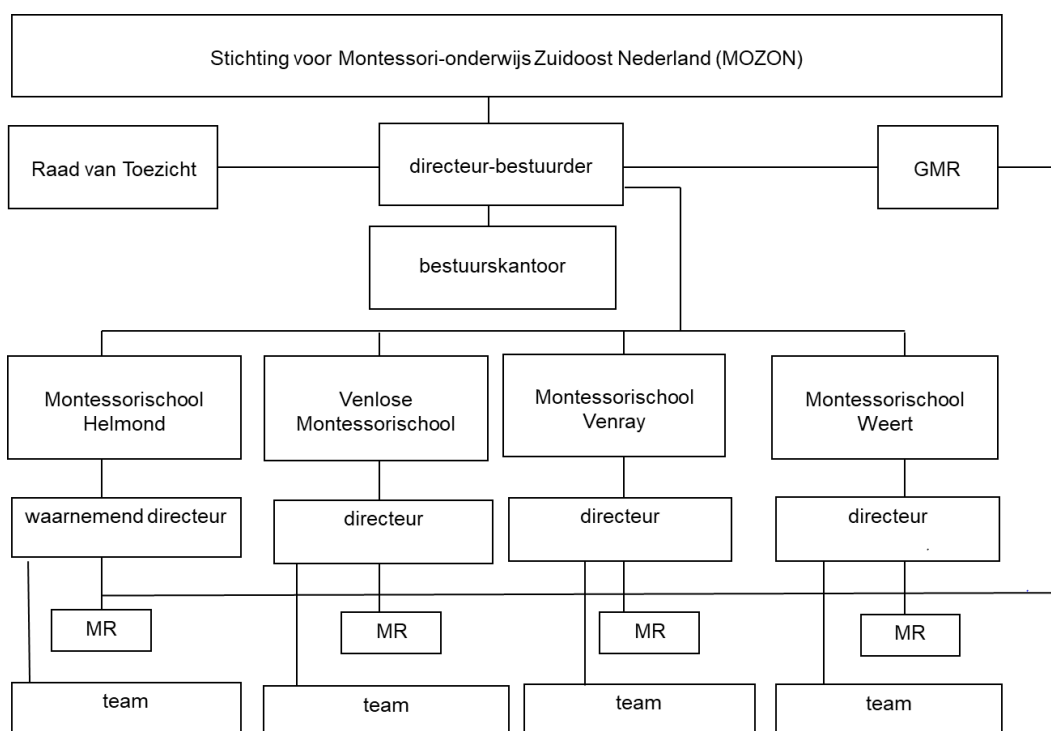 Stichting voor Montessori-onderwijs Zuidoost Nederland (MOZON)
Raad van Toezicht
directeur-bestuurder
GMR
bestuurskantoor
Montessorischool
Helmond
Venlose
Montessorischool
Montessorischool
Venray
Montessorischool
Weert
waarnemend directeur
directeur
directeur
directeur
MR
MR
MR
MR
team
team
team
team